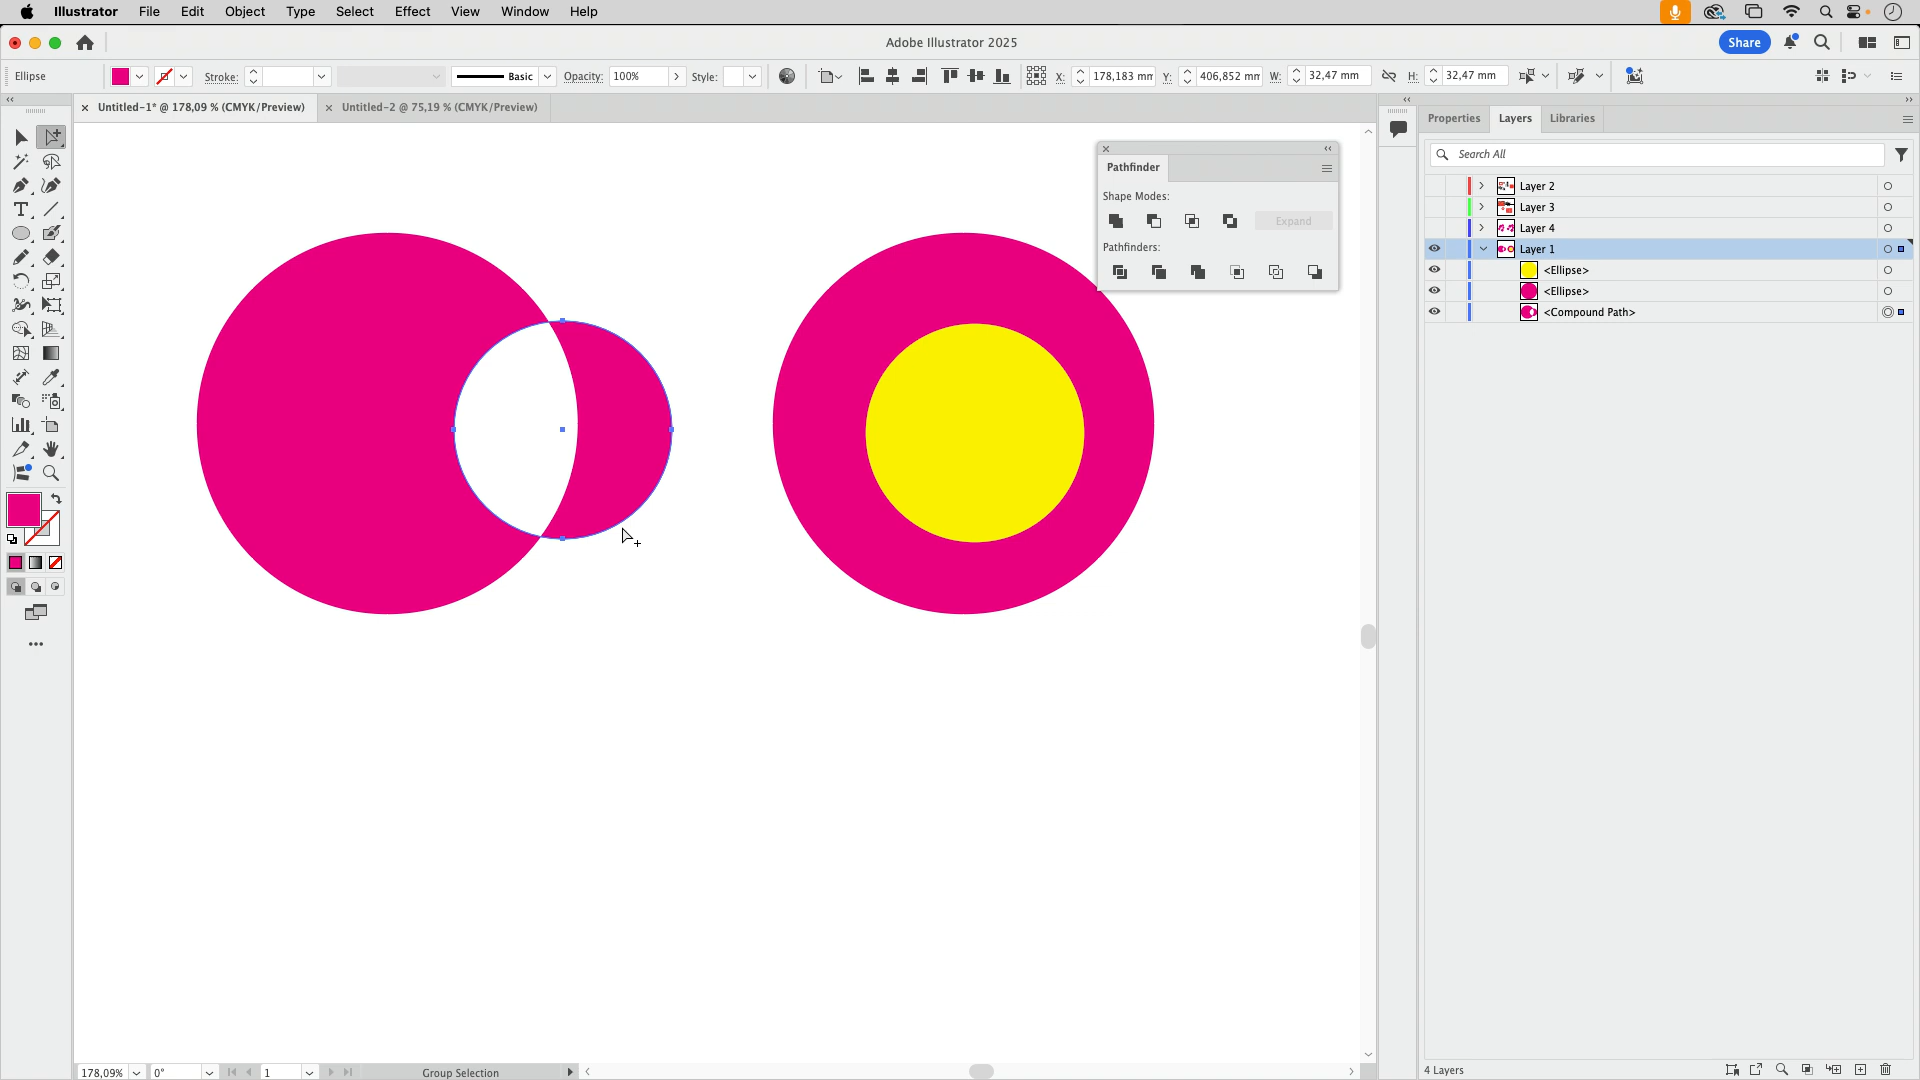 Illustrator File Edit Object Type Select Effect View Window Help
Adobe Illustrator 2025
Share
Ellipse Stroke: Basic Opacity: 100% Style: X: 178,183 mm Y: 406,852 mm W: 32,47 mm H: 32,47 mm
Untitled-1* @ 178,09 % (CMYK/Preview) Untitled-2 @ 75,19 % (CMYK/Preview)
Properties Layers Libraries
Search All
Pathfinder
Shape Modes:
Expand
Pathfinders:
Layer 2
Layer 3
Layer 4
Layer 1
<Ellipse>
<Ellipse>
<Compound Path>
178,09% 0° 1 Group Selection
4 Layers